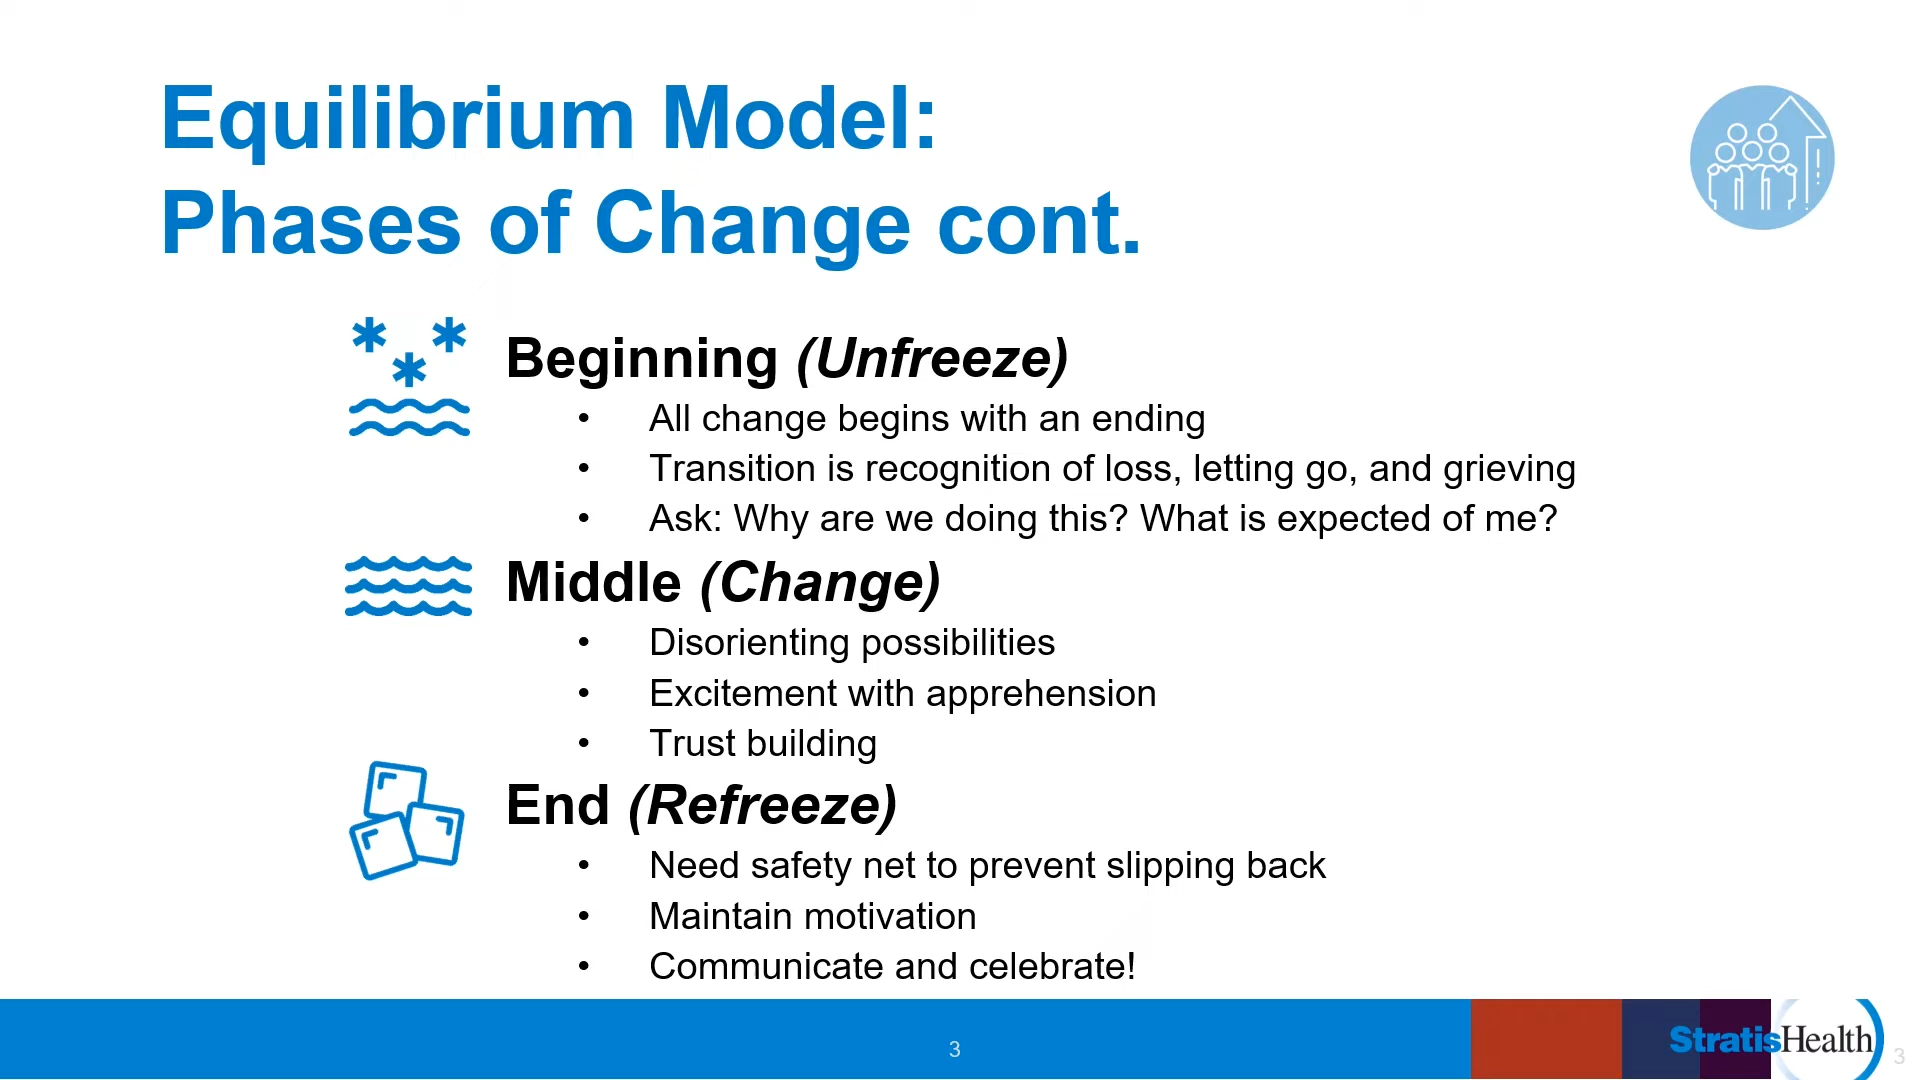 Equilibrium Model:
Phases of Change cont.
Beginning (Unfreeze)
• All change begins with an ending
• Transition is recognition of loss, letting go, and grieving
• Ask: Why are we doing this? What is expected of me?
Middle (Change)
• Disorienting possibilities
• Excitement with apprehension
• Trust building
End (Refreeze)
• Need safety net to prevent slipping back
• Maintain motivation
• Communicate and celebrate!
3
StratisHealth
3